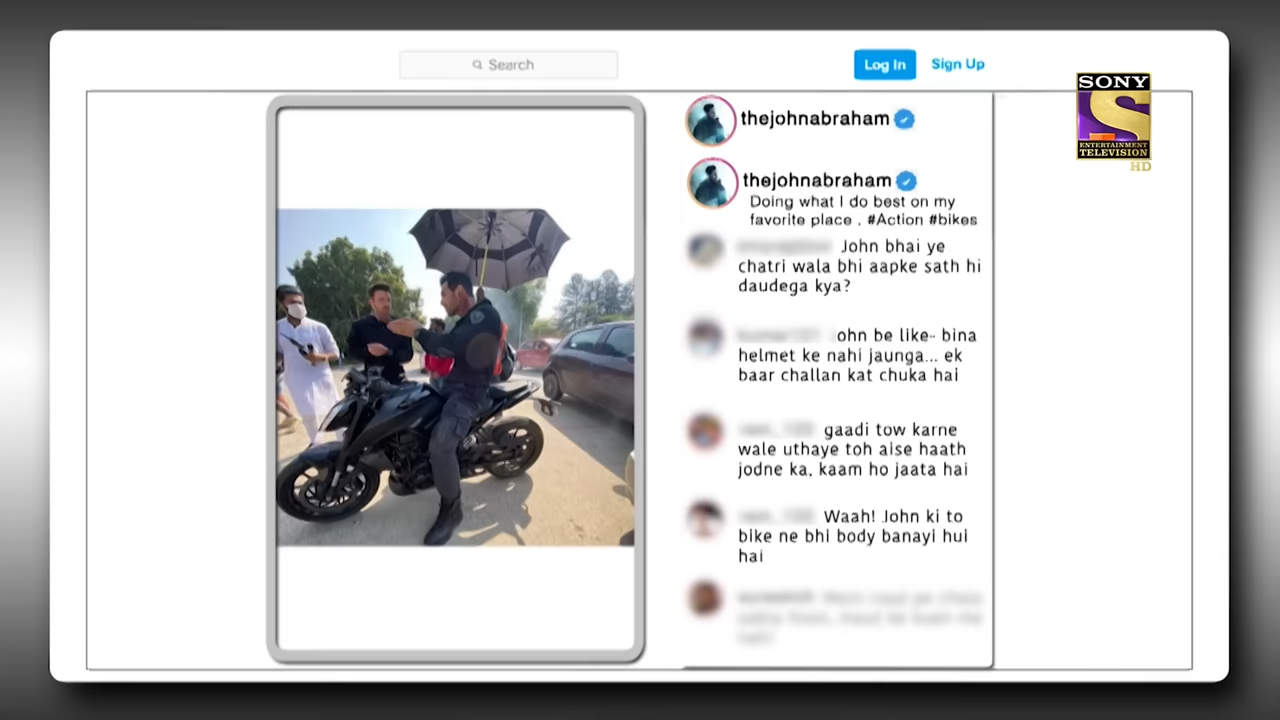 Search
Log In
Sign Up
SONY
ENTERTAINMENT
TELEVISION
HD
thejohnabraham
thejohnabraham
Doing what I do best on my
favorite place . #Action #bikes
John bhai ye
chatri wala bhi aapke sath hi
daudega kya?
ohn be like- bina
helmet ke nahi jaunga... ek
baar challan kat chuka hai
gaadi tow karne
wale uthaye toh aise haath
jodne ka, kaam ho jaata hai
Waah! John ki to
bike ne bhi body banayi hui
hai